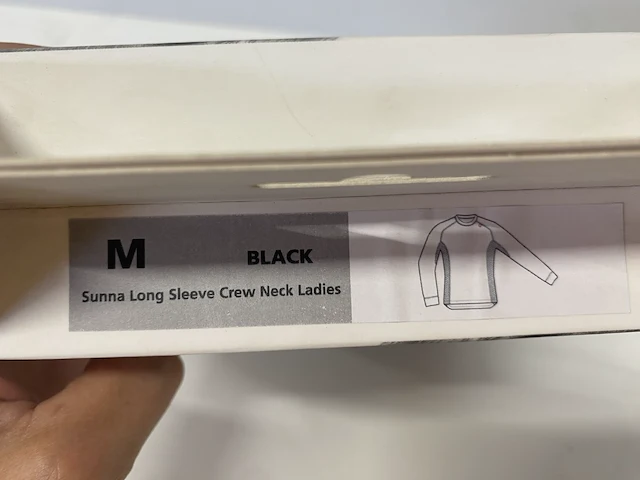 M BLACK
Sunna Long Sleeve Crew Neck Ladies